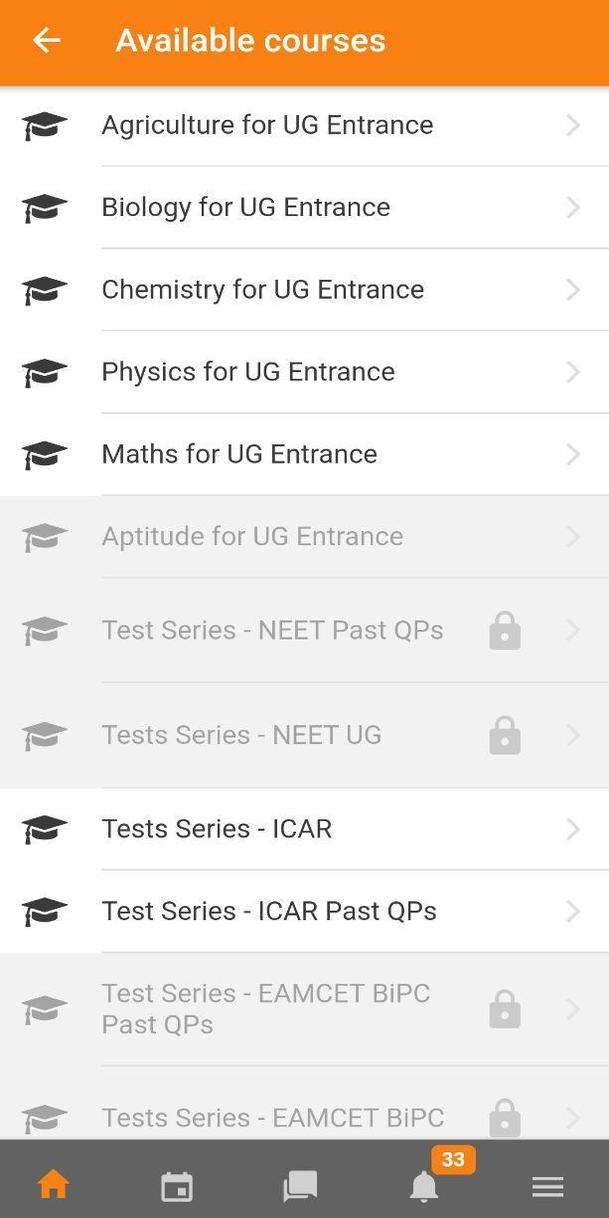 Available courses
Agriculture for UG Entrance
Biology for UG Entrance
Chemistry for UG Entrance
Physics for UG Entrance
Maths for UG Entrance
Aptitude for UG Entrance
Test Series - NEET Past QPs
Tests Series - NEET UG
Tests Series - ICAR
Test Series - ICAR Past QPs
Test Series - EAMCET BiPC
Past QPs
Tests Series - EAMCET BiPC
33